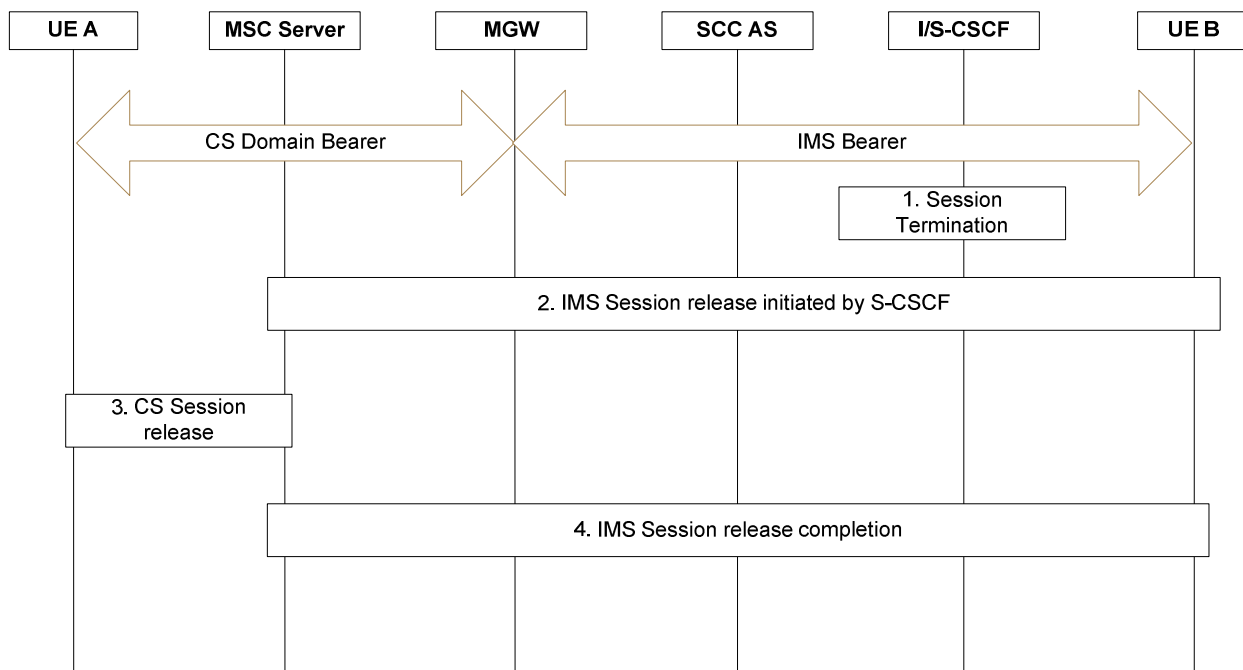 UE A
MSC Server
MGW
SCC AS
I/S-CSCF
UE B
CS Domain Bearer
IMS Bearer
1. Session
Termination
2. IMS Session release initiated by S-CSCF
3. CS Session
release
4. IMS Session release completion